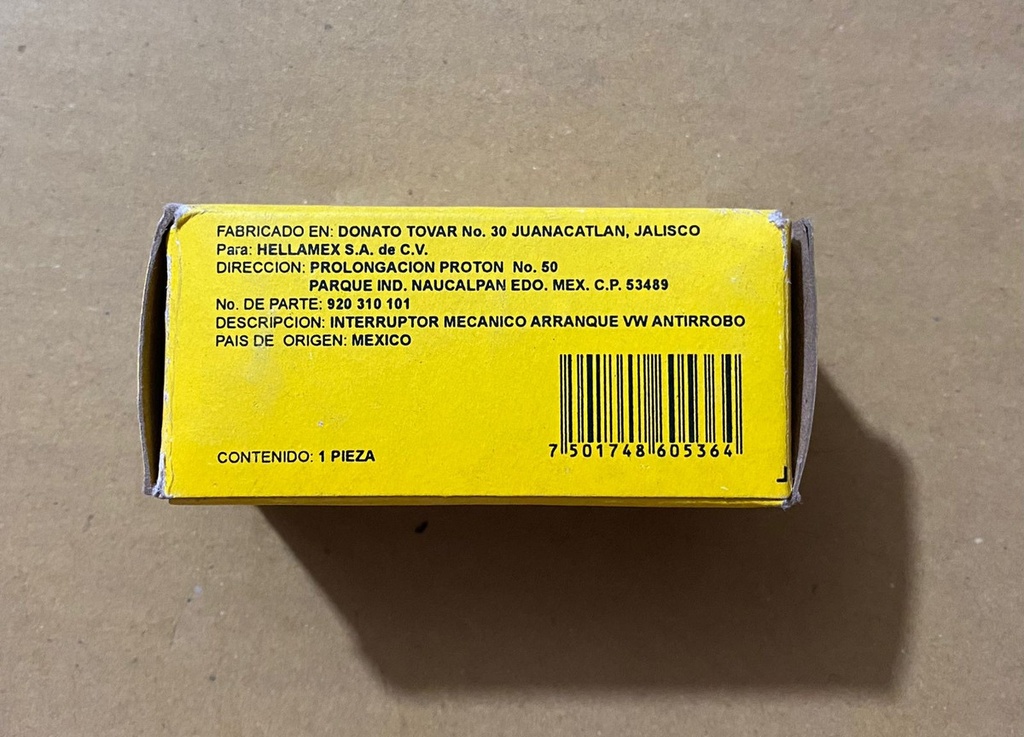 FABRICADO EN: DONATO TOVAR No. 30 JUANACATLAN, JALISCO
Para: HELLAMEX S.A. de C.V.
DIRECCION: PROLONGACION PROTON No. 50
PARQUE IND. NAUCALPAN EDO. MEX. C.P. 53489
No. DE PARTE: 920 310 101
DESCRIPCION: INTERRUPTOR MECANICO ARRANQUE VW ANTIRROBO
PAIS DE ORIGEN: MEXICO
CONTENIDO: 1 PIEZA
7 501748 605364